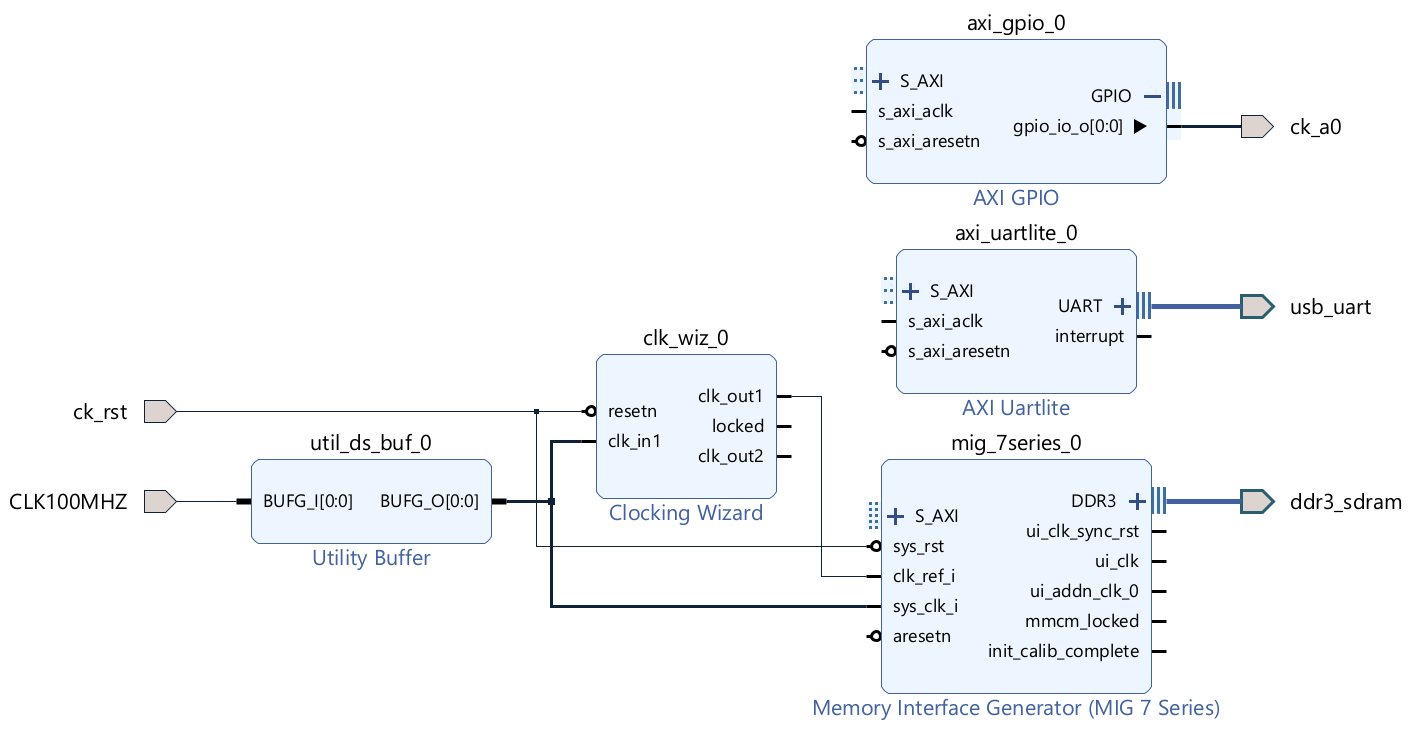 axi_gpio_0
S_AXI
s_axi_aclk
s_axi_aresetn
GPIO
gpio_io_o[0:0]
ck_a0
AXI GPIO
axi_uartlite_0
S_AXI
s_axi_aclk
s_axi_aresetn
UART
interrupt
usb_uart
AXI Uartlite
clk_wiz_0
resetn
clk_in1
clk_out1
locked
clk_out2
Clocking Wizard
ck_rst
CLK100MHZ
util_ds_buf_0
BUFG_I[0:0]
BUFG_O[0:0]
Utility Buffer
mig_7series_0
S_AXI
sys_rst
clk_ref_i
sys_clk_i
aresetn
DDR3
ui_clk_sync_rst
ui_clk
ui_addn_clk_0
mmcm_locked
init_calib_complete
ddr3_sdram
Memory Interface Generator (MIG 7 Series)